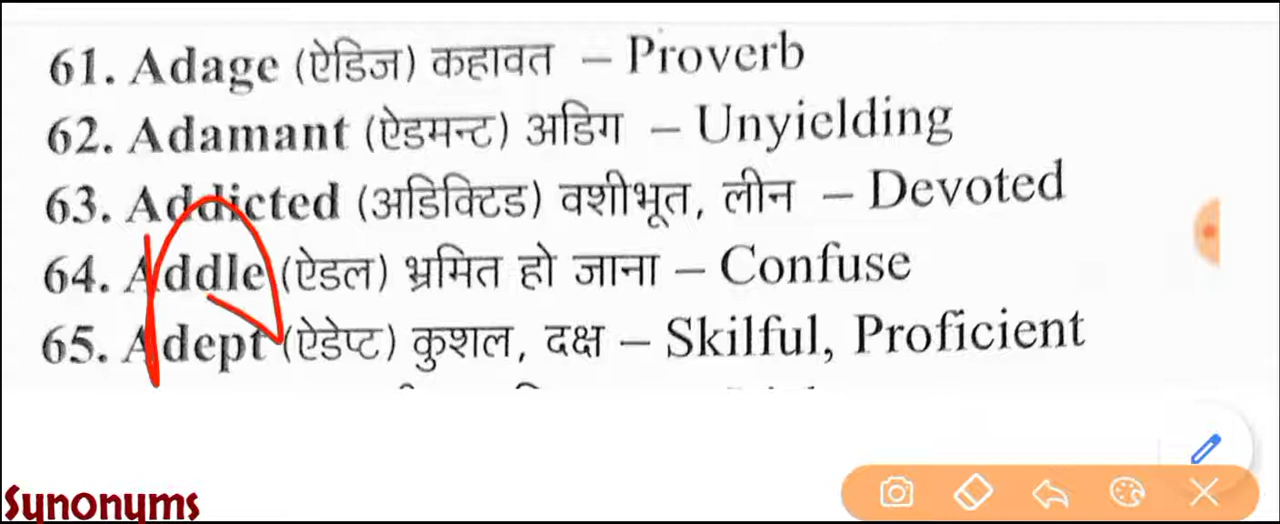 61. Adage (ऐडिज) कहावत – Proverb
62. Adamant (ऐडमन्ट) अडिग – Unyielding
63. Addicted (अडिक्टिड) वशीभूत, लीन – Devoted
64. Addle (ऐडल) भ्रमित हो जाना – Confuse
65. Adept (ऐडेप्ट) कुशल, दक्ष – Skilful, Proficient
Synonyms